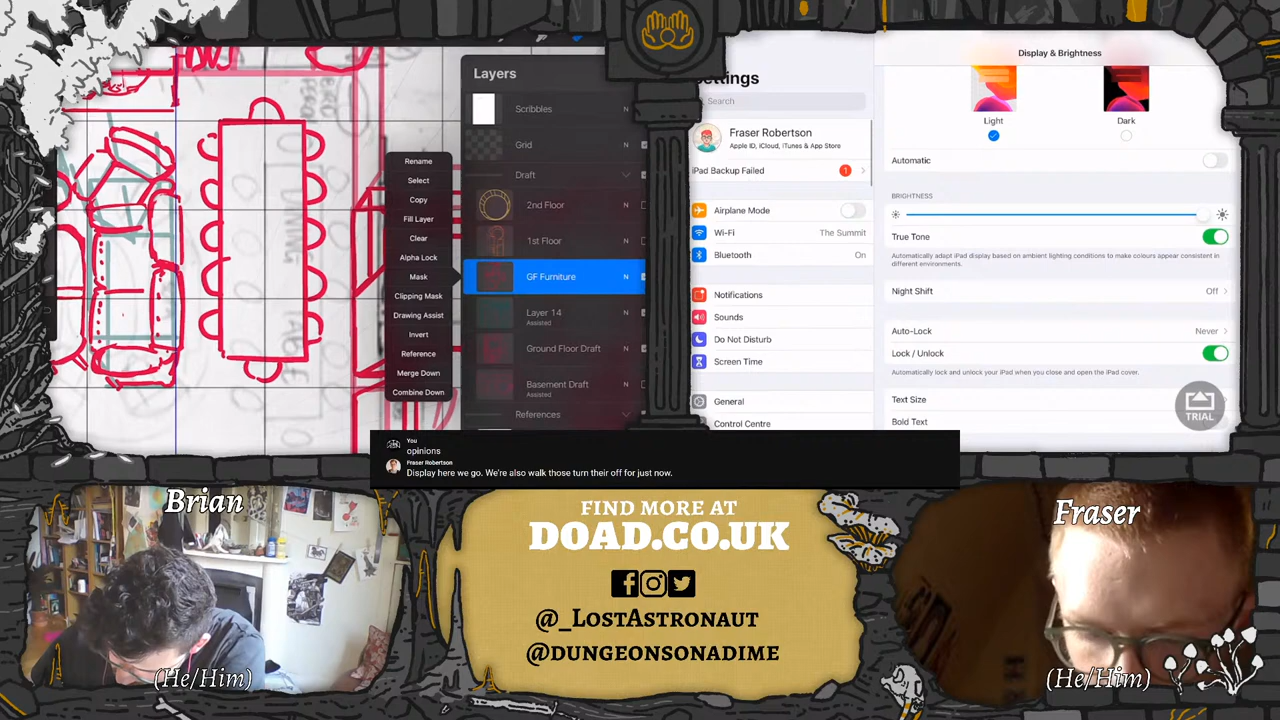 Layers
Scribbles
N
Grid
N
Draft
2nd Floor
N
1st Floor
N
GF Furniture
N
Layer 14
N
Assisted
Ground Floor Draft
N
Basement Draft
N
Assisted
References
Rename
Select
Copy
Fill Layer
Clear
Alpha Lock
Mask
Clipping Mask
Drawing Assist
Invert
Reference
Merge Down
Combine Down
ettings
Search
Fraser Robertson
Apple ID, iCloud, iTunes & App Store
iPad Backup Failed
1
Airplane Mode
Wi-Fi
The Summit
Bluetooth
On
Notifications
Sounds
Do Not Disturb
Screen Time
General
Control Centre
Display & Brightness
Light
Dark
Automatic
BRIGHTNESS
True Tone
Automatically adapt iPad display based on ambient lighting conditions to make colours appear consistent in
different environments.
Night Shift
Off
Auto-Lock
Never
Lock / Unlock
Automatically lock and unlock your iPad when you close and open the iPad cover.
Text Size
Bold Text
TRIAL
You
opinions
Fraser Robertson
Display here we go. We're also walk those turn their off for just now.
Brian
(He/Him)
FIND MORE AT
DOAD.CO.UK
@_LostAstronaut
@dungeonsonadime
Fraser
(He/Him)